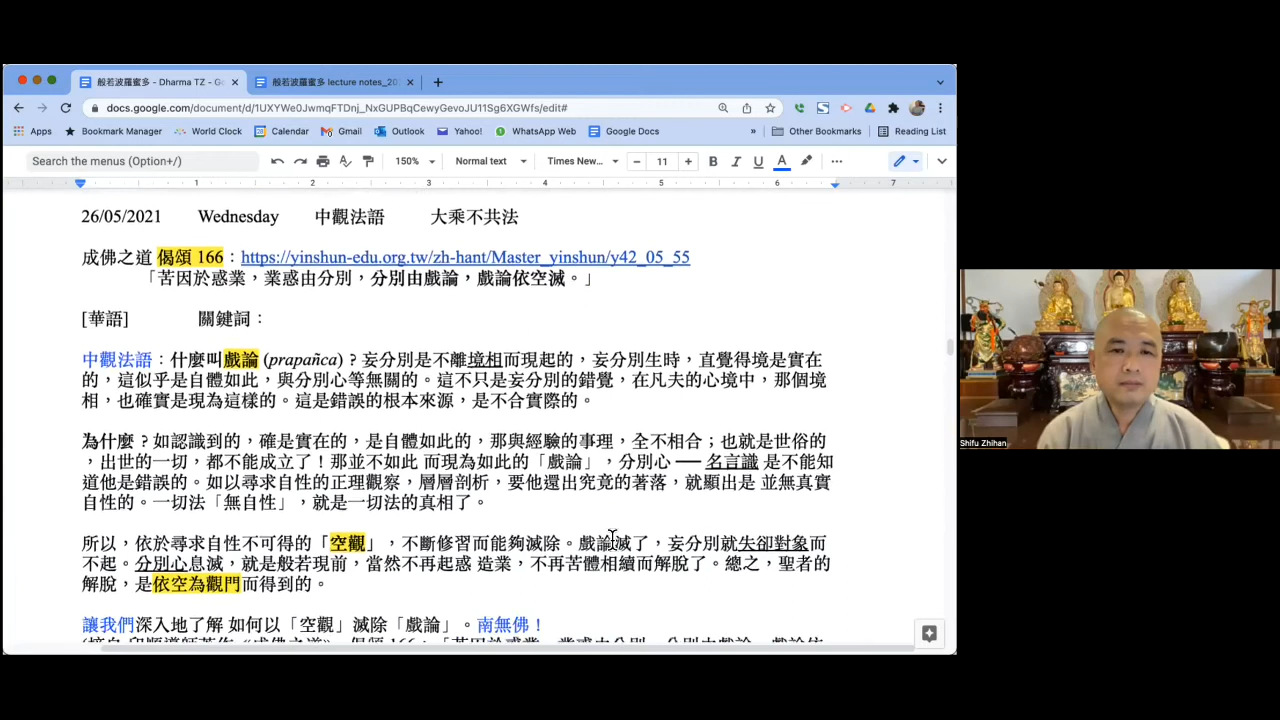 般若波羅蜜多 - Dharma TZ - Go
般若波羅蜜多 lecture notes_20
docs.google.com/document/d/1UXYWe0JwmqFTDnj_NxGUPBqCewyGevoJU11Sg6XGWfs/edit#
Apps Bookmark Manager World Clock Calendar Gmail Outlook Yahoo! WhatsApp Web Google Docs » Other Bookmarks Reading List
Search the menus (Option+/) 150% Normal text Times New... 11 B I U A
1 2 3 4 5 6 7
26/05/2021 Wednesday 中觀法語 大乘不共法
成佛之道 偈頌 166：https://yinshun-edu.org.tw/zh-hant/Master_yinshun/y42_05_55
「苦因於惑業，業惑由分別，分別由戲論，戲論依空滅。」
[華語] 關鍵詞：
中觀法語：什麼叫戲論 (prapañca)？妄分別是不離境相而現起的，妄分別生時，直覺得境是實在
的，這似乎是自體如此，與分別心等無關的。這不只是妄分別的錯覺，在凡夫的心境中，那個境
相，也確實是現為這樣的。這是錯誤的根本來源，是不合實際的。
為什麼？如認識到的，確是實在的，是自體如此的，那與經驗的事理，全不相合；也就是世俗的
，出世的一切，都不能成立了！那並不如此 而現為如此的「戲論」，分別心 ── 名言識 是不能知
道他是錯誤的。如以尋求自性的正理觀察，層層剖析，要他還出究竟的著落，就顯出是 並無真實
自性的。一切法「無自性」，就是一切法的真相了。
所以，依於尋求自性不可得的「空觀」，不斷修習而能夠滅除。戲論滅了，妄分別就失卻對象而
不起。分別心息滅，就是般若現前，當然不再起惑 造業，不再苦體相續而解脫了。總之，聖者的
解脫，是依空為觀門而得到的。
讓我們深入地了解 如何以「空觀」滅除「戲論」。南無佛！
Shifu Zhihan